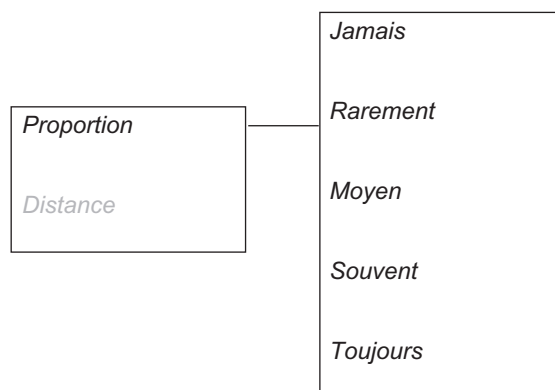 Proportion
Distance
Jamais
Rarement
Moyen
Souvent
Toujours